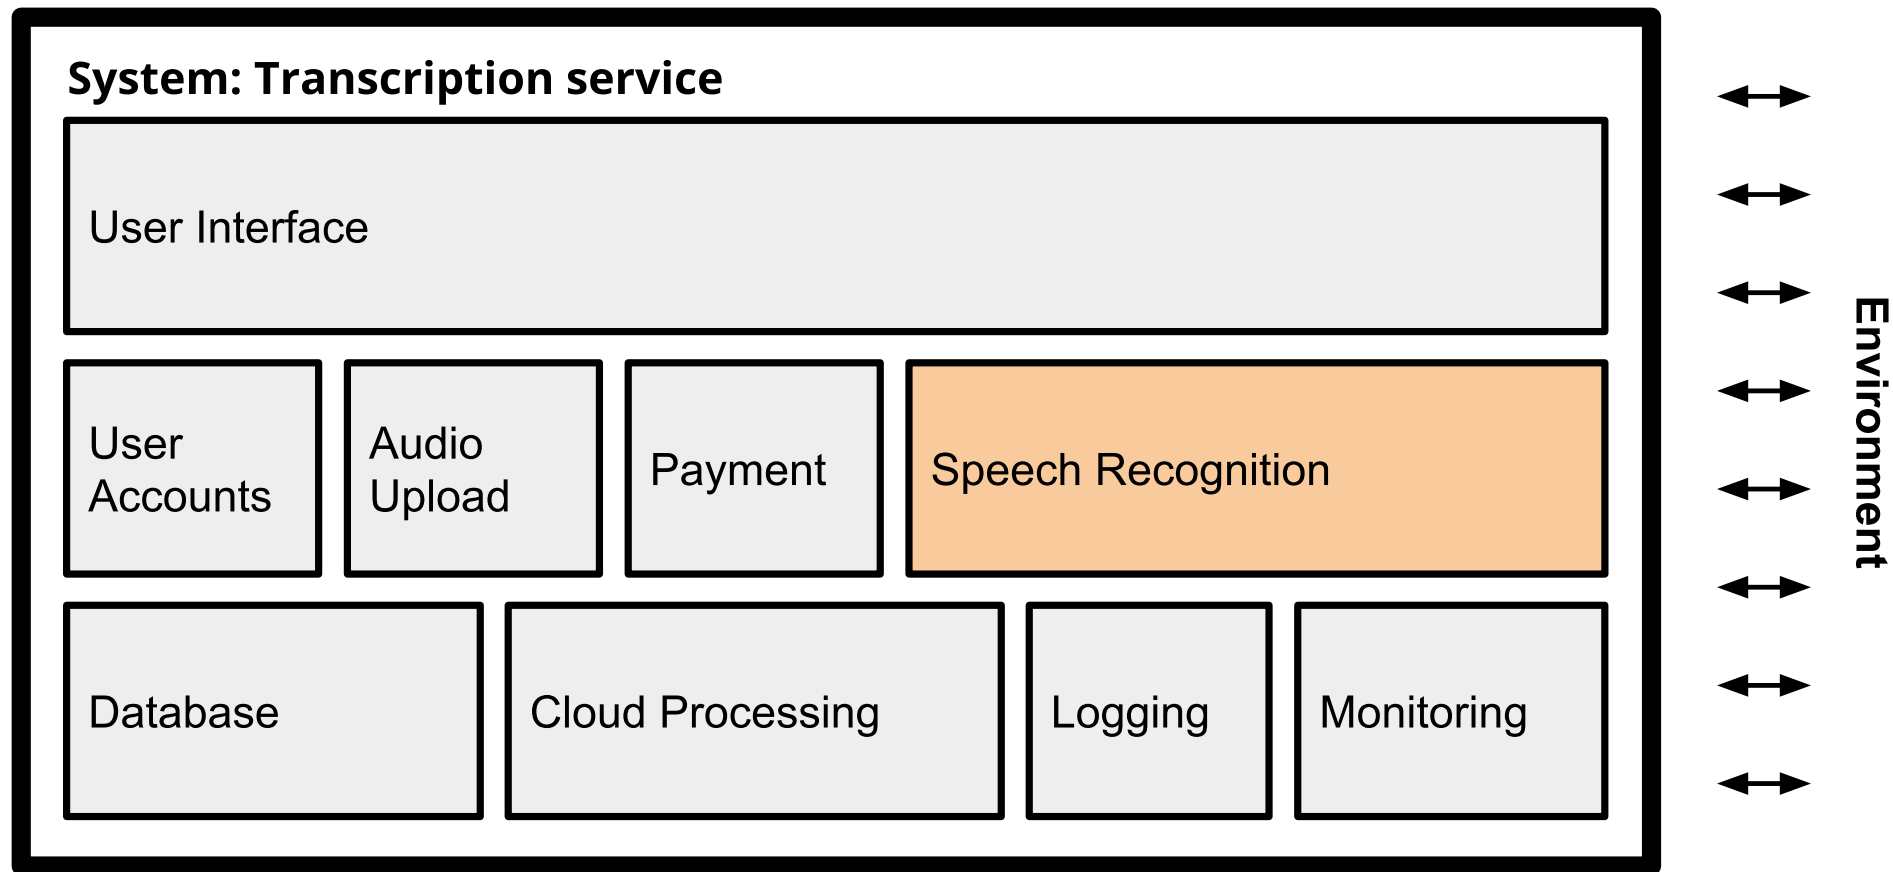 System: Transcription service
User Interface
User
Accounts
Audio
Upload
Payment
Speech Recognition
Database
Cloud Processing
Logging
Monitoring
Environment